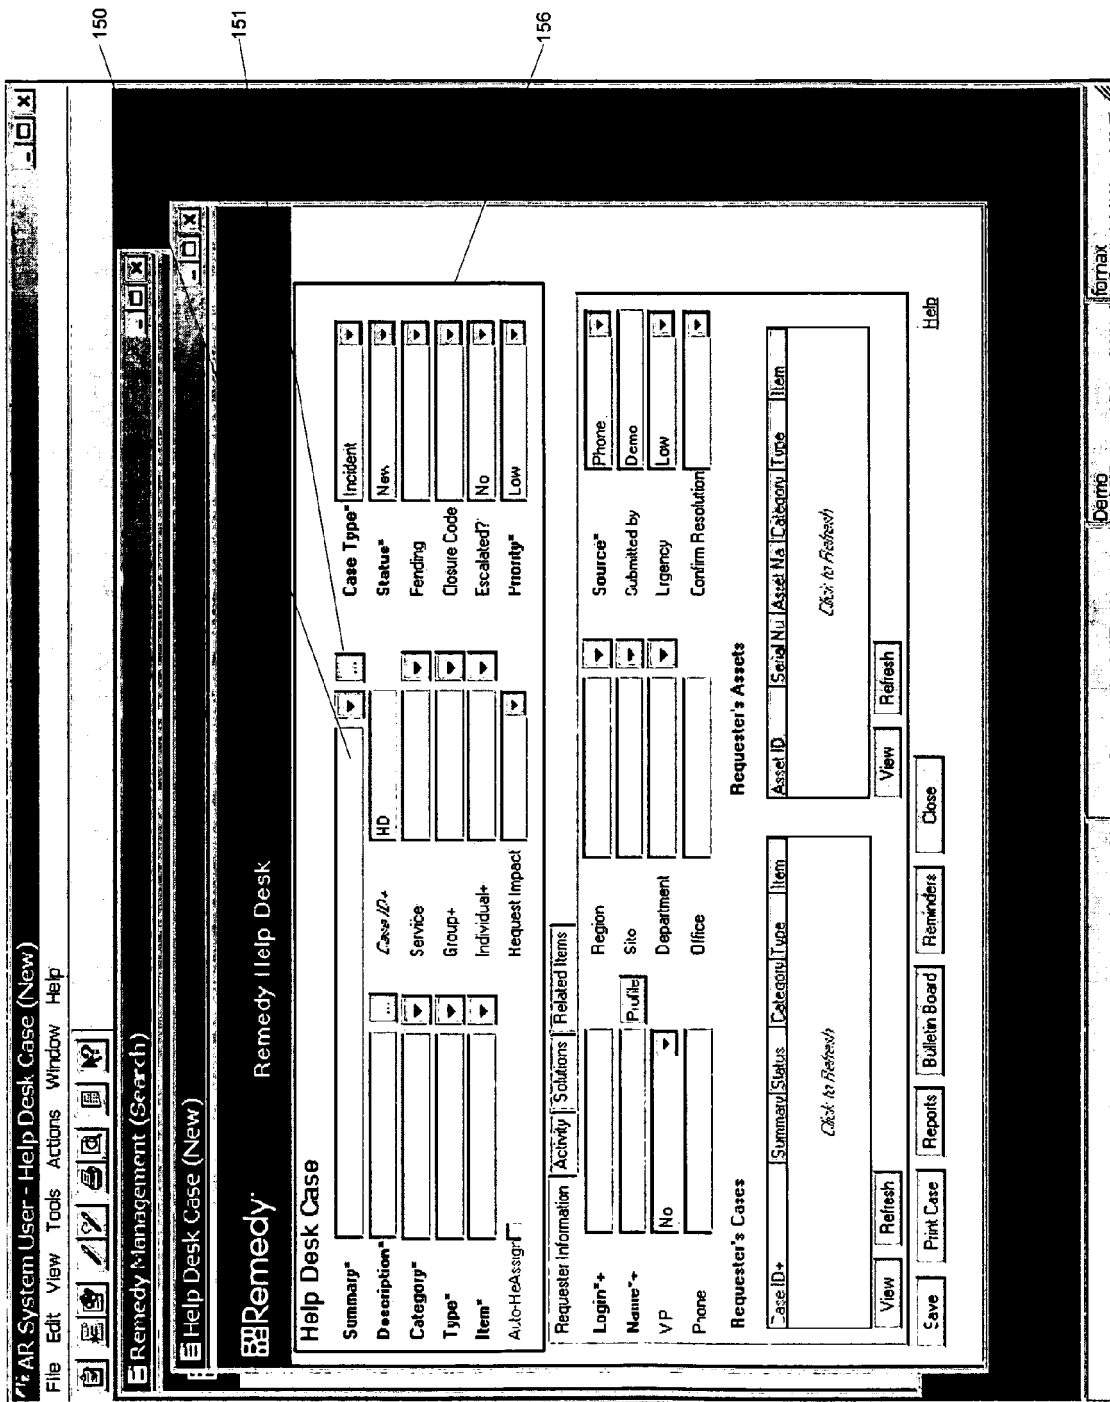 150
151
156
AR System User - Help Desk Case (New)
File Edit View Tools Actions Window Help
Remedy Management (Search)
Help Desk Case (New)
Remedy Remedy Help Desk
Help Desk Case
Summary*
Case Type* Incident
Description* ...
Case ID+ HD
Status* New
Category*
Service
Pending
Type*
Group+
Closure Code
Item*
Individual+
Escalated? No
Auto-ReAssign
Request Impact
Priority* Low
Requester Information Activity Solutions Related Items
Login*+
Region
Source* Phone
Name*+ Profile
Site
Submitted by Demo
VIP No
Department
Urgency Low
Phone
Office
Confirm Resolution
Requester's Cases
Requester's Assets
Case ID+ Summary Status Category Type Item
Asset ID Serial Nu Asset Na Category Type Item
Click to Refresh
Click to Refresh
View Refresh
View Refresh
Save Print Case Reports Bulletin Board Reminders Close
Help
Demo
fornax